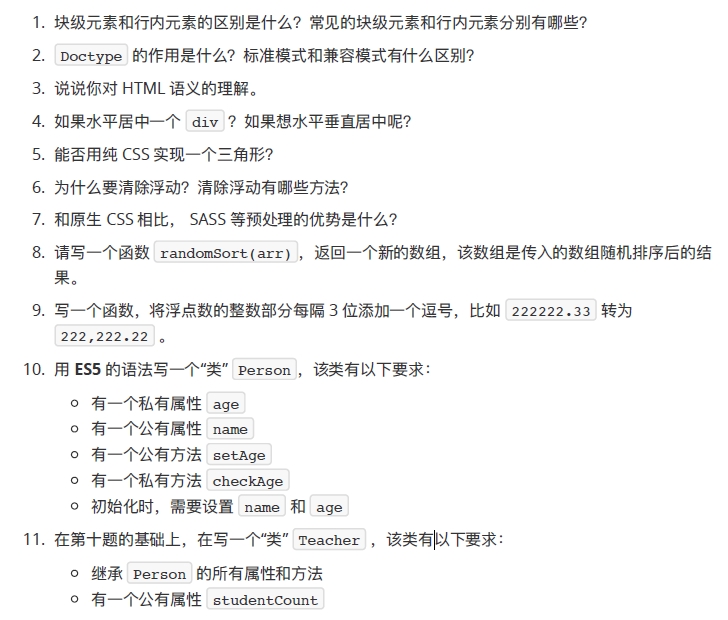 1. 块级元素和行内元素的区别是什么？常见的块级元素和行内元素分别有哪些?
2. Doctype 的作用是什么？标准模式和兼容模式有什么区别?
3. 说说你对 HTML 语义的理解。
4. 如果水平居中一个 div ？如果想水平垂直居中呢?
5. 能否用纯 CSS 实现一个三角形?
6. 为什么要清除浮动？清除浮动有哪些方法?
7. 和原生 CSS 相比， SASS 等预处理的优势是什么?
8. 请写一个函数 randomSort(arr)，返回一个新的数组，该数组是传入的数组随机排序后的结
果。
9. 写一个函数，将浮点数的整数部分每隔 3 位添加一个逗号，比如 222222.33 转为
222,222.22 。
10. 用 ES5 的语法写一个“类” Person，该类有以下要求：
有一个私有属性 age
有一个公有属性 name
有一个公有方法 setAge
有一个私有方法 checkAge
初始化时，需要设置 name 和 age
11. 在第十题的基础上，在写一个“类” Teacher ，该类有以下要求：
继承 Person 的所有属性和方法
有一个公有属性 studentCount